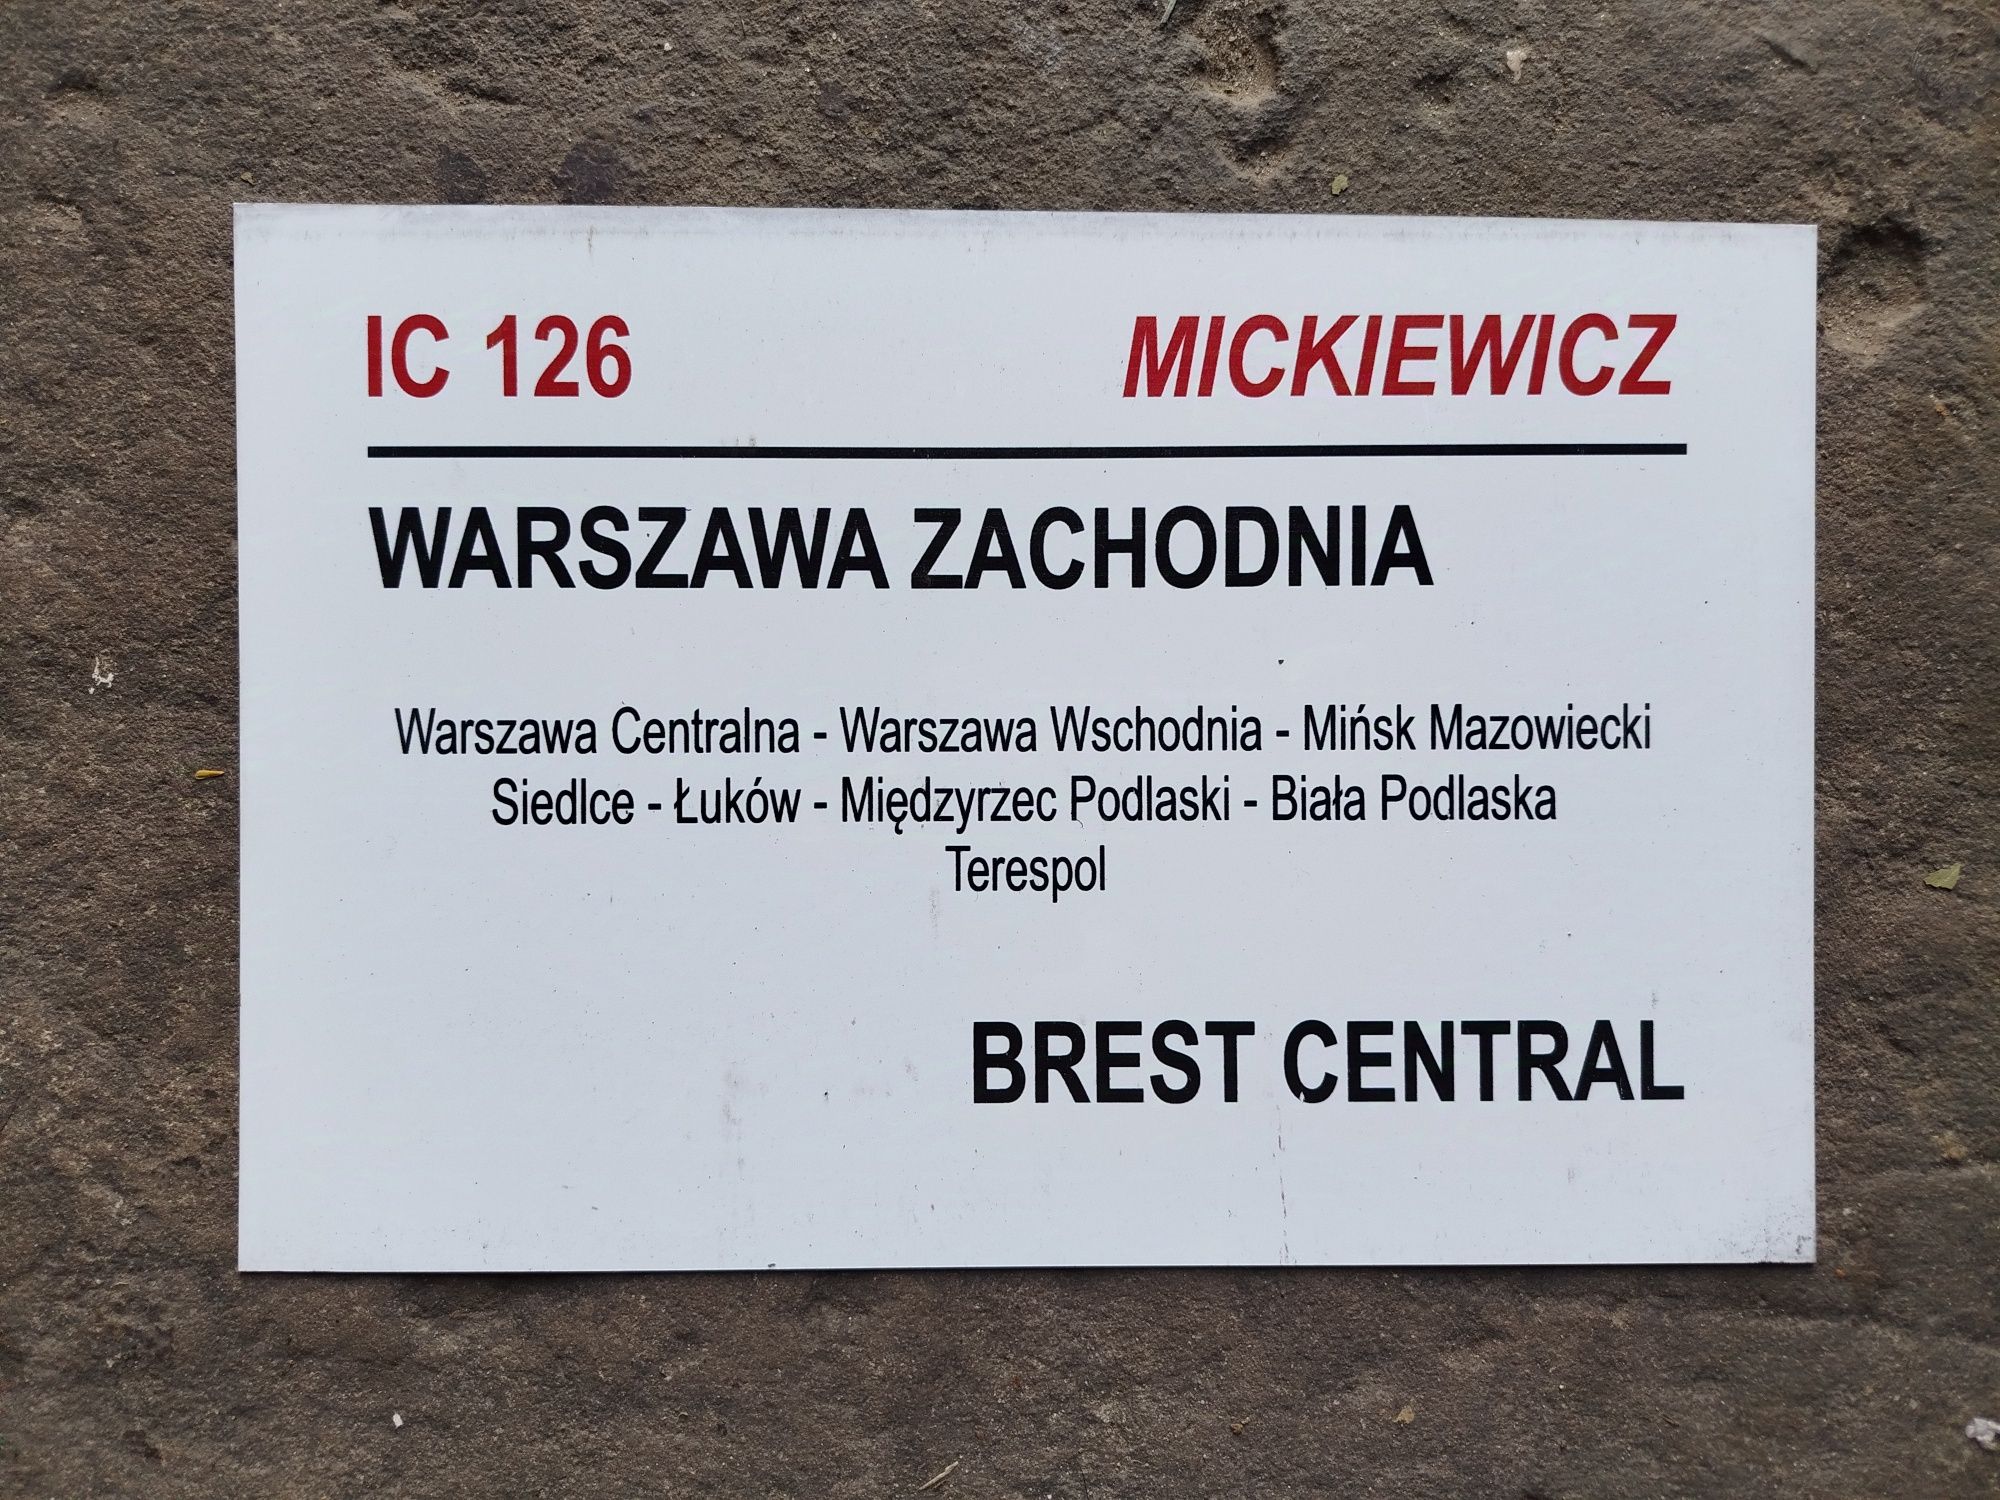 IC 126 MICKIEWICZ
WARSZAWA ZACHODNIA
Warszawa Centralna - Warszawa Wschodnia - Mińsk Mazowiecki
Siedlce - Łuków - Międzyrzec Podlaski - Biała Podlaska
Terespol
BREST CENTRAL